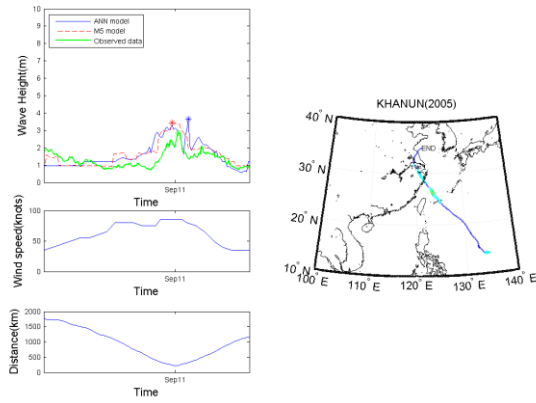 10
9
8
7
6
5
4
3
2
1
0
Wave Height(m)
ANN model
M5 model
Observed data
Sep11
Time
100
50
0
Wind speed(Knots)
Sep11
Time
2000
1500
1000
500
0
Distance(km)
Sep11
Time
KHANUN(2005)
40° N
30° N
20° N
10° N
END
100° E
110° E
120° E
130° E
140° E